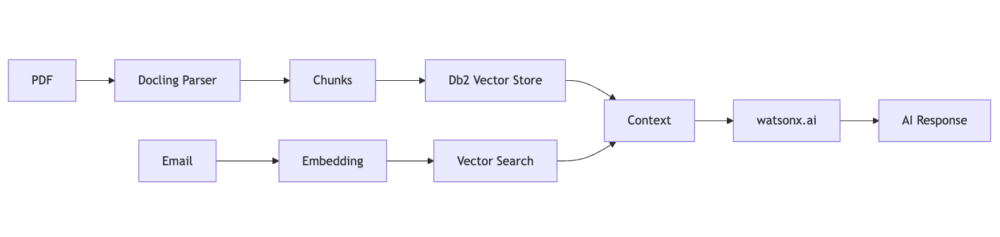 PDF
Docling Parser
Chunks
Db2 Vector Store
Context
watsonx.ai
AI Response
Email
Embedding
Vector Search